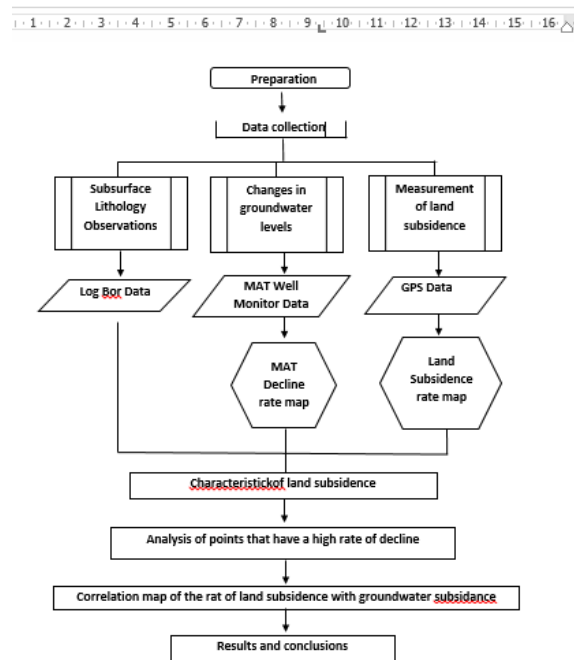 1 · 2 · 3 · 4 · 5 · 6 · 7 · 8 · 9 · 10 · 11 · 12 · 13 · 14 · 15 · 16
Preparation
Data collection
Subsurface
Lithology
Observations
Changes in
groundwater
levels
Measurement
of land
subsidence
Log Bor Data
MAT Well
Monitor Data
GPS Data
MAT
Decline
rate map
Land
Subsidence
rate map
Characteristickof land subsidence
Analysis of points that have a high rate of decline
Correlation map of the rat of land subsidence with groundwater subsidance
Results and conclusions